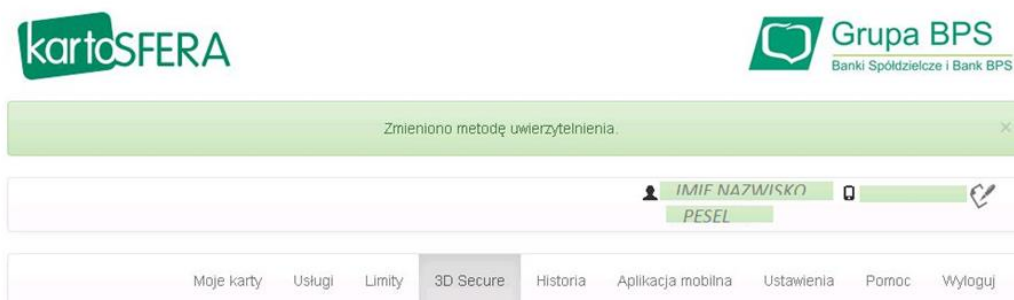 kartoSFERA
Grupa BPS
Banki Spółdzielcze i Bank BPS
Zmieniono metodę uwierzytelnienia.
IMIE NAZWISKO
PESEL
Moje karty Usługi Limity 3D Secure Historia Aplikacja mobilna Ustawienia Pomoc Wyloguj